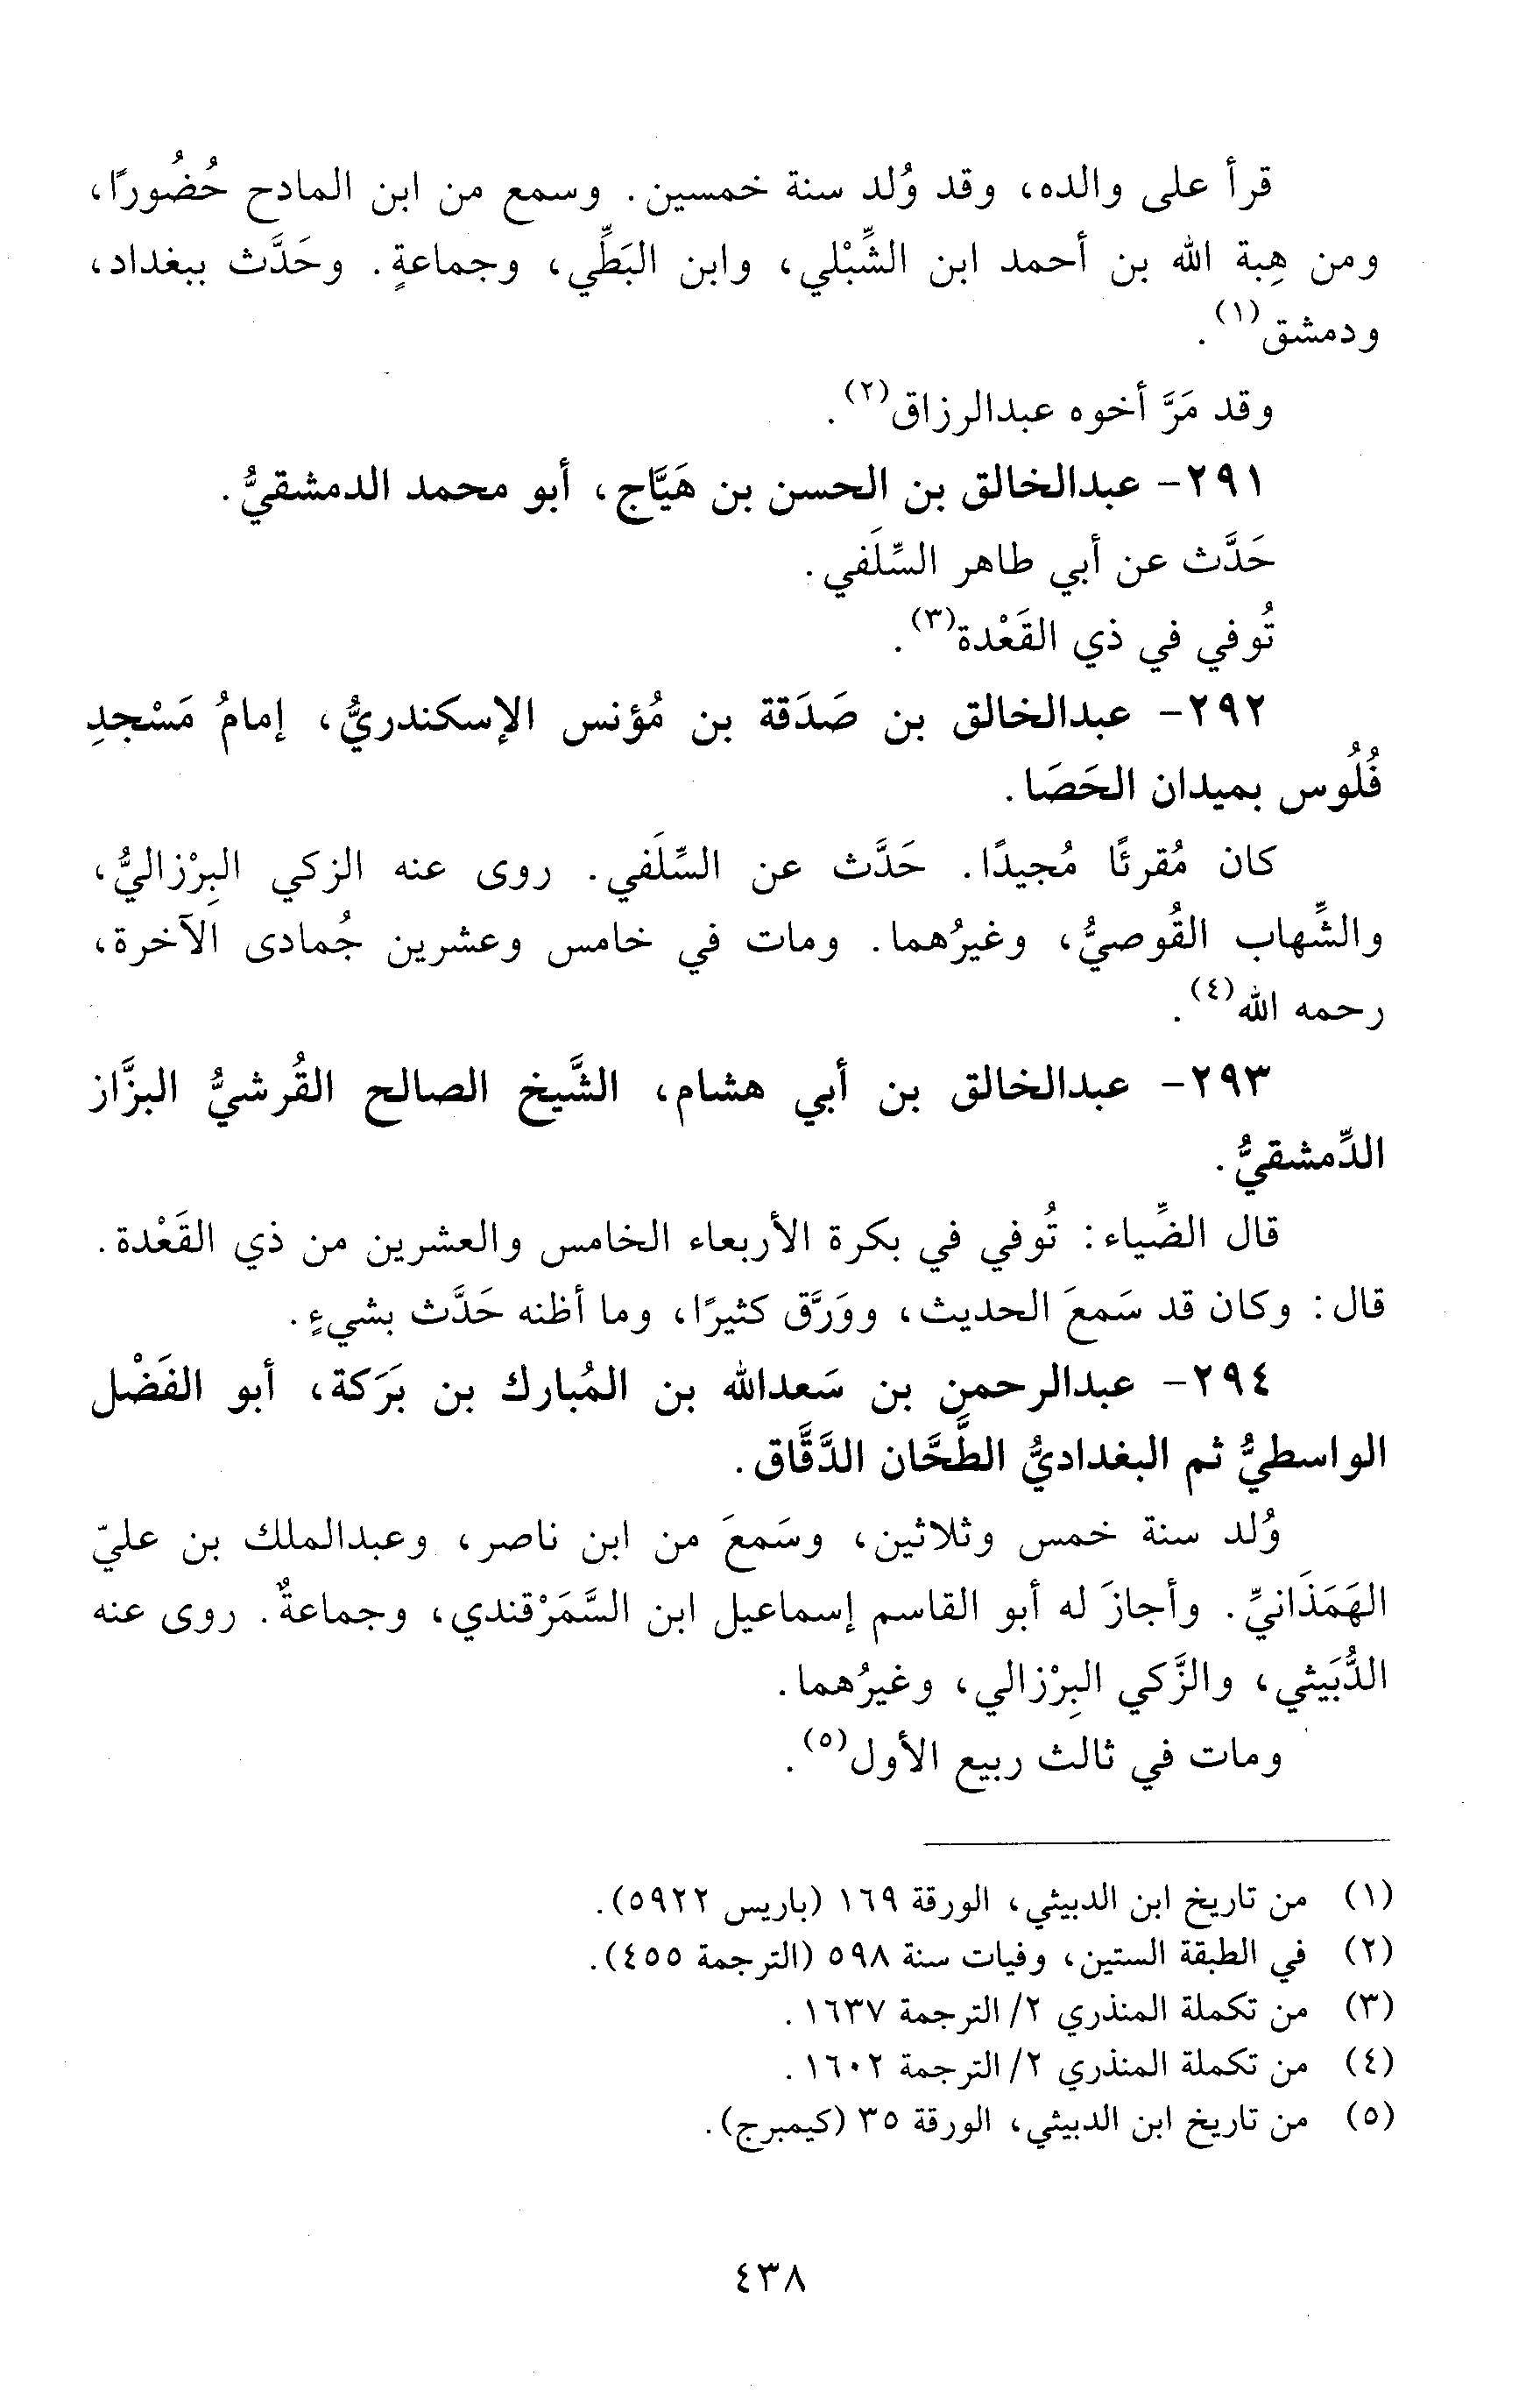 قرأ على والده، وقد وُلد سنة خمسين. وسمع من ابن المادح حُضُورًا،
ومن هِبة الله بن أحمد ابن الشِّبْلي، وابن البَطِّي، وجماعةٍ. وحَدَّث ببغداد،
ودمشق(١).
وقد مَرَّ أخوه عبدالرزاق(٢).
٢٩١- عبدالخالق بن الحسن بن هَيَّاج، أبو محمد الدمشقيُّ.
حَدَّث عن أبي طاهر السِّلَفي.
تُوفي في ذي القَعْدة(٣).
٢٩٢- عبدالخالق بن صَدَقة بن مُؤنس الإسكندريُّ، إمامُ مَسْجدِ
فُلُوس بميدان الحَصَا.
كان مُقرئًا مُجيدًا. حَدَّث عن السِّلَفي. روى عنه الزكي البِرْزاليُّ،
والشِّهاب القُوصيُّ، وغيرُهما. ومات في خامس وعشرين جُمادى الآخرة،
رحمه الله(٤).
٢٩٣- عبدالخالق بن أبي هشام، الشَّيخ الصالح القُرشيُّ البزَّاز
الدِّمشقيُّ.
قال الضِّياء: تُوفي في بكرة الأربعاء الخامس والعشرين من ذي القَعْدة.
قال: وكان قد سَمعَ الحديث، ووَرَّق كثيرًا، وما أظنه حَدَّث بشيءٍ.
٢٩٤- عبدالرحمن بن سَعدالله بن المُبارك بن بَرَكة، أبو الفَضْل
الواسطيُّ ثم البغداديُّ الطَّحَّان الدَّقَّاق.
وُلد سنة خمس وثلاثين، وسَمعَ من ابن ناصر، وعبدالملك بن عليّ
الهَمَذَانيِّ. وأجازَ له أبو القاسم إسماعيل ابن السَّمَرْقندي، وجماعةٌ. روى عنه
الدُّبَيثي، والزَّكي البِرْزالي، وغيرُهما.
ومات في ثالث ربيع الأول(٥).
(١) من تاريخ ابن الدبيثي، الورقة ١٦٩ (باريس ٥٩٢٢).
(٢) في الطبقة الستين، وفيات سنة ٥٩٨ (الترجمة ٤٥٥).
(٣) من تكملة المنذري ٢/ الترجمة ١٦٣٧.
(٤) من تكملة المنذري ٢/ الترجمة ١٦٠٢.
(٥) من تاريخ ابن الدبيثي، الورقة ٣٥ (كيمبرج).
٤٣٨